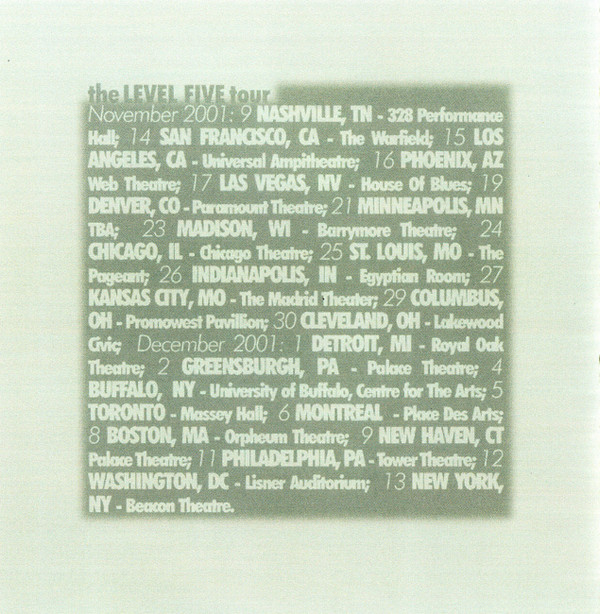 the LEVEL FIVE tour
November 2001: 9 NASHVILLE, TN - 328 Performance
Hall; 14 SAN FRANCISCO, CA - The Warfield; 15 LOS
ANGELES, CA - Universal Ampitheatre; 16 PHOENIX, AZ
Web Theatre; 17 LAS VEGAS, NV - House Of Blues; 19
DENVER, CO - Paramount Theatre; 21 MINNEAPOLIS, MN
TBA; 23 MADISON, WI - Barrymore Theatre; 24
CHICAGO, IL - Chicago Theatre; 25 ST. LOUIS, MO - The
Pageant; 26 INDIANAPOLIS, IN - Egyptian Room; 27
KANSAS CITY, MO - The Madrid Theater; 29 COLUMBUS,
OH - Promowest Pavillion; 30 CLEVELAND, OH - Lakewood
Civic; December 2001: 1 DETROIT, MI - Royal Oak
Theatre; 2 GREENSBURGH, PA - Palace Theatre; 4
BUFFALO, NY - University of Buffalo, Centre for The Arts; 5
TORONTO - Massey Hall; 6 MONTREAL - Place Des Arts;
8 BOSTON, MA - Orpheum Theatre; 9 NEW HAVEN, CT
Palace Theatre; 11 PHILADELPHIA, PA - Tower Theatre; 12
WASHINGTON, DC - Lisner Auditorium; 13 NEW YORK,
NY - Beacon Theatre.